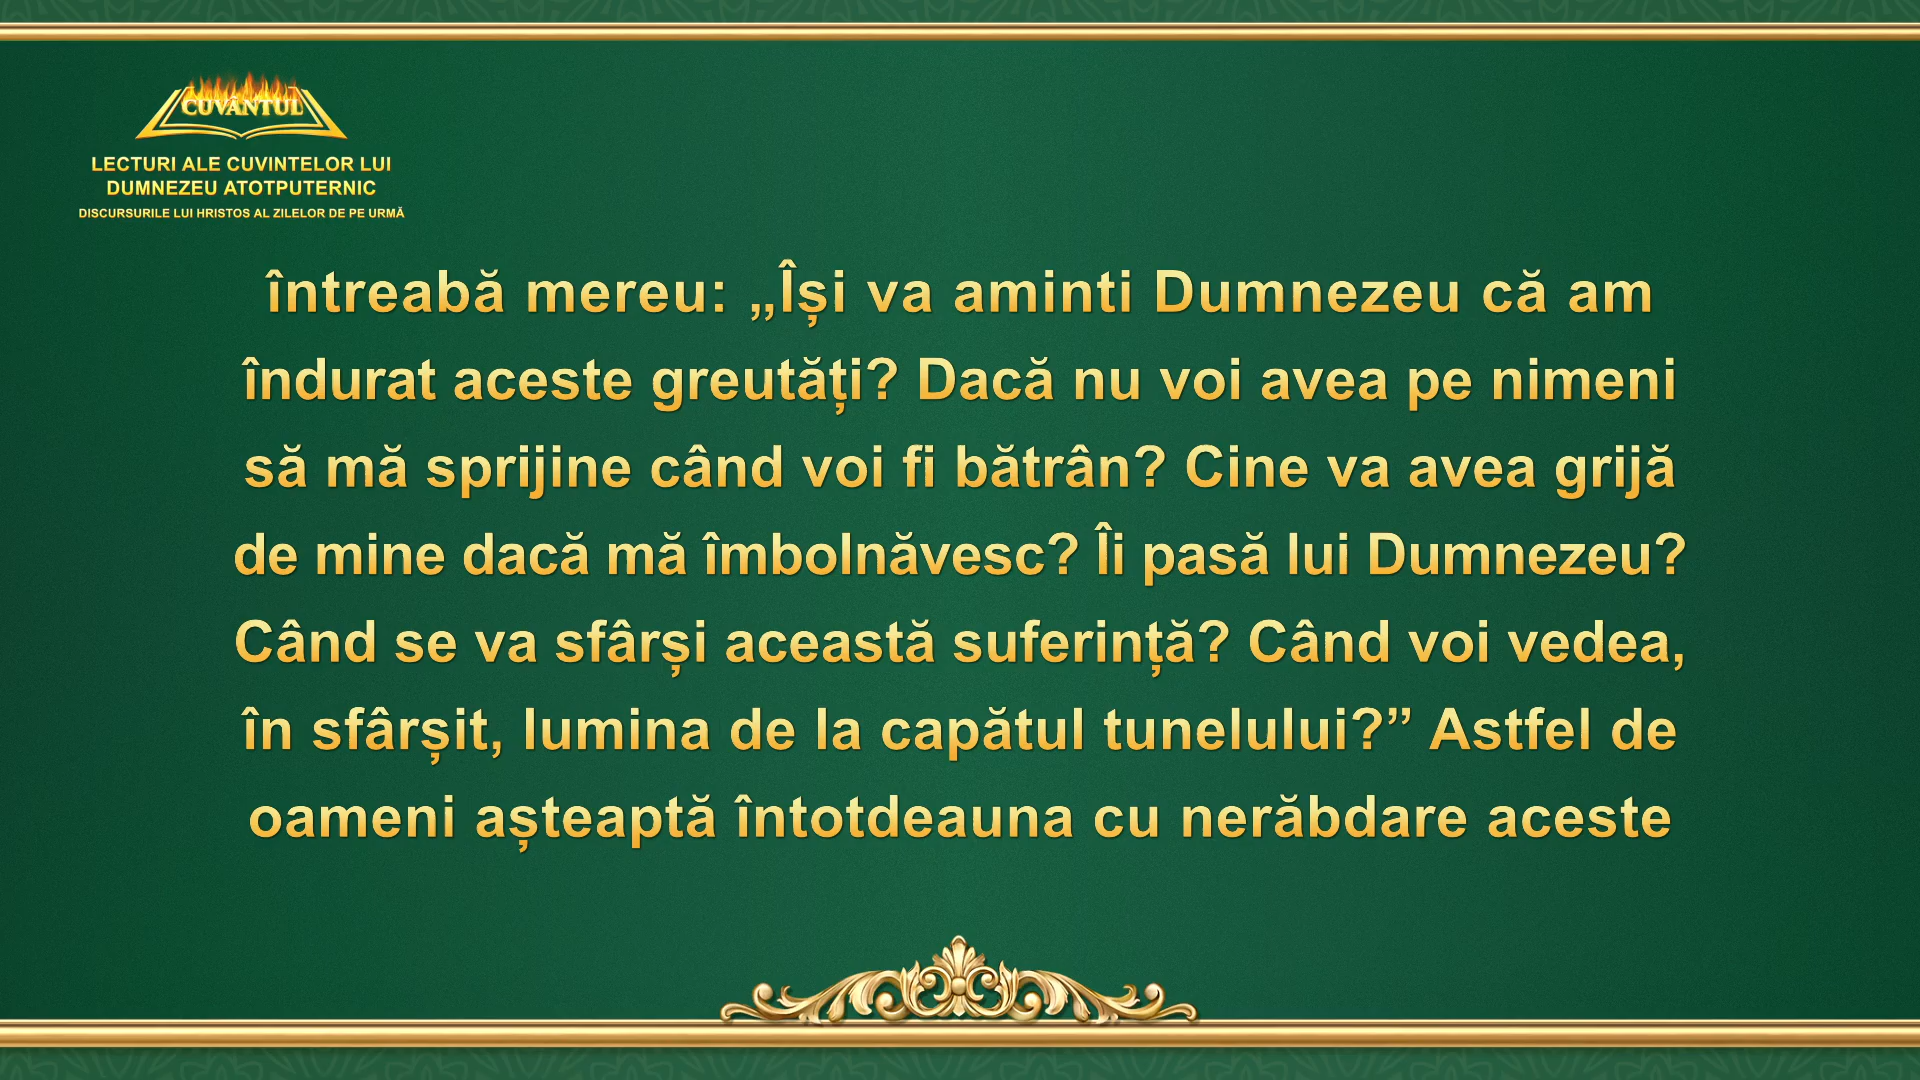 CUVÂNTUL
LECTURI ALE CUVINTELOR LUI
DUMNEZEU ATOTPUTERNIC
DISCURSURILE LUI HRISTOS AL ZILELOR DE PE URMĂ
întreabă mereu: „Își va aminti Dumnezeu că am
îndurat aceste greutăți? Dacă nu voi avea pe nimeni
să mă sprijine când voi fi bătrân? Cine va avea grijă
de mine dacă mă îmbolnăvesc? Îi pasă lui Dumnezeu?
Când se va sfârși această suferință? Când voi vedea,
în sfârșit, lumina de la capătul tunelului?” Astfel de
oameni așteaptă întotdeauna cu nerăbdare aceste